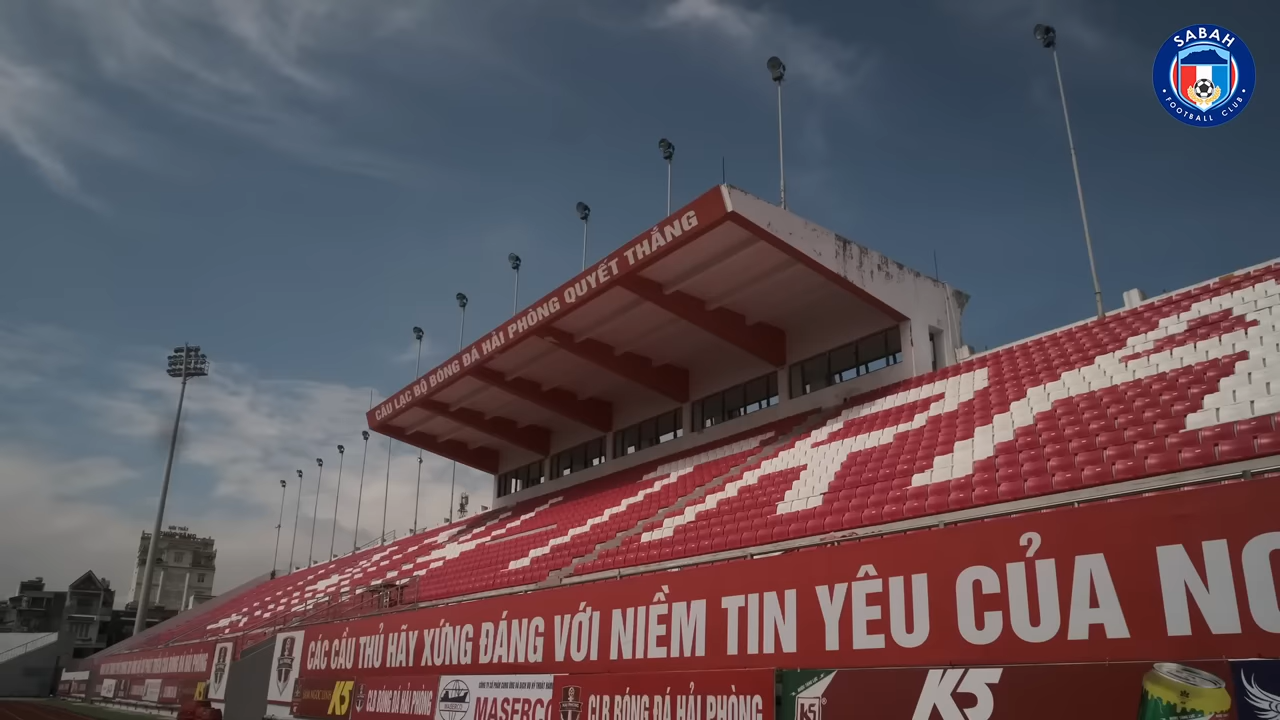 SABAH
FOOTBALL CLUB
CÂU LẠC BỘ BÓNG ĐÁ HẢI PHÒNG QUYẾT THẮNG
CÁC CẦU THỦ HÃY XỨNG ĐÁNG VỚI NIỀM TIN YÊU CỦA NG
K5
CLB BÓNG ĐÁ HẢI PHÒNG
MASERCO
CLB BÓNG ĐÁ HẢI PHÒNG
K5
K5